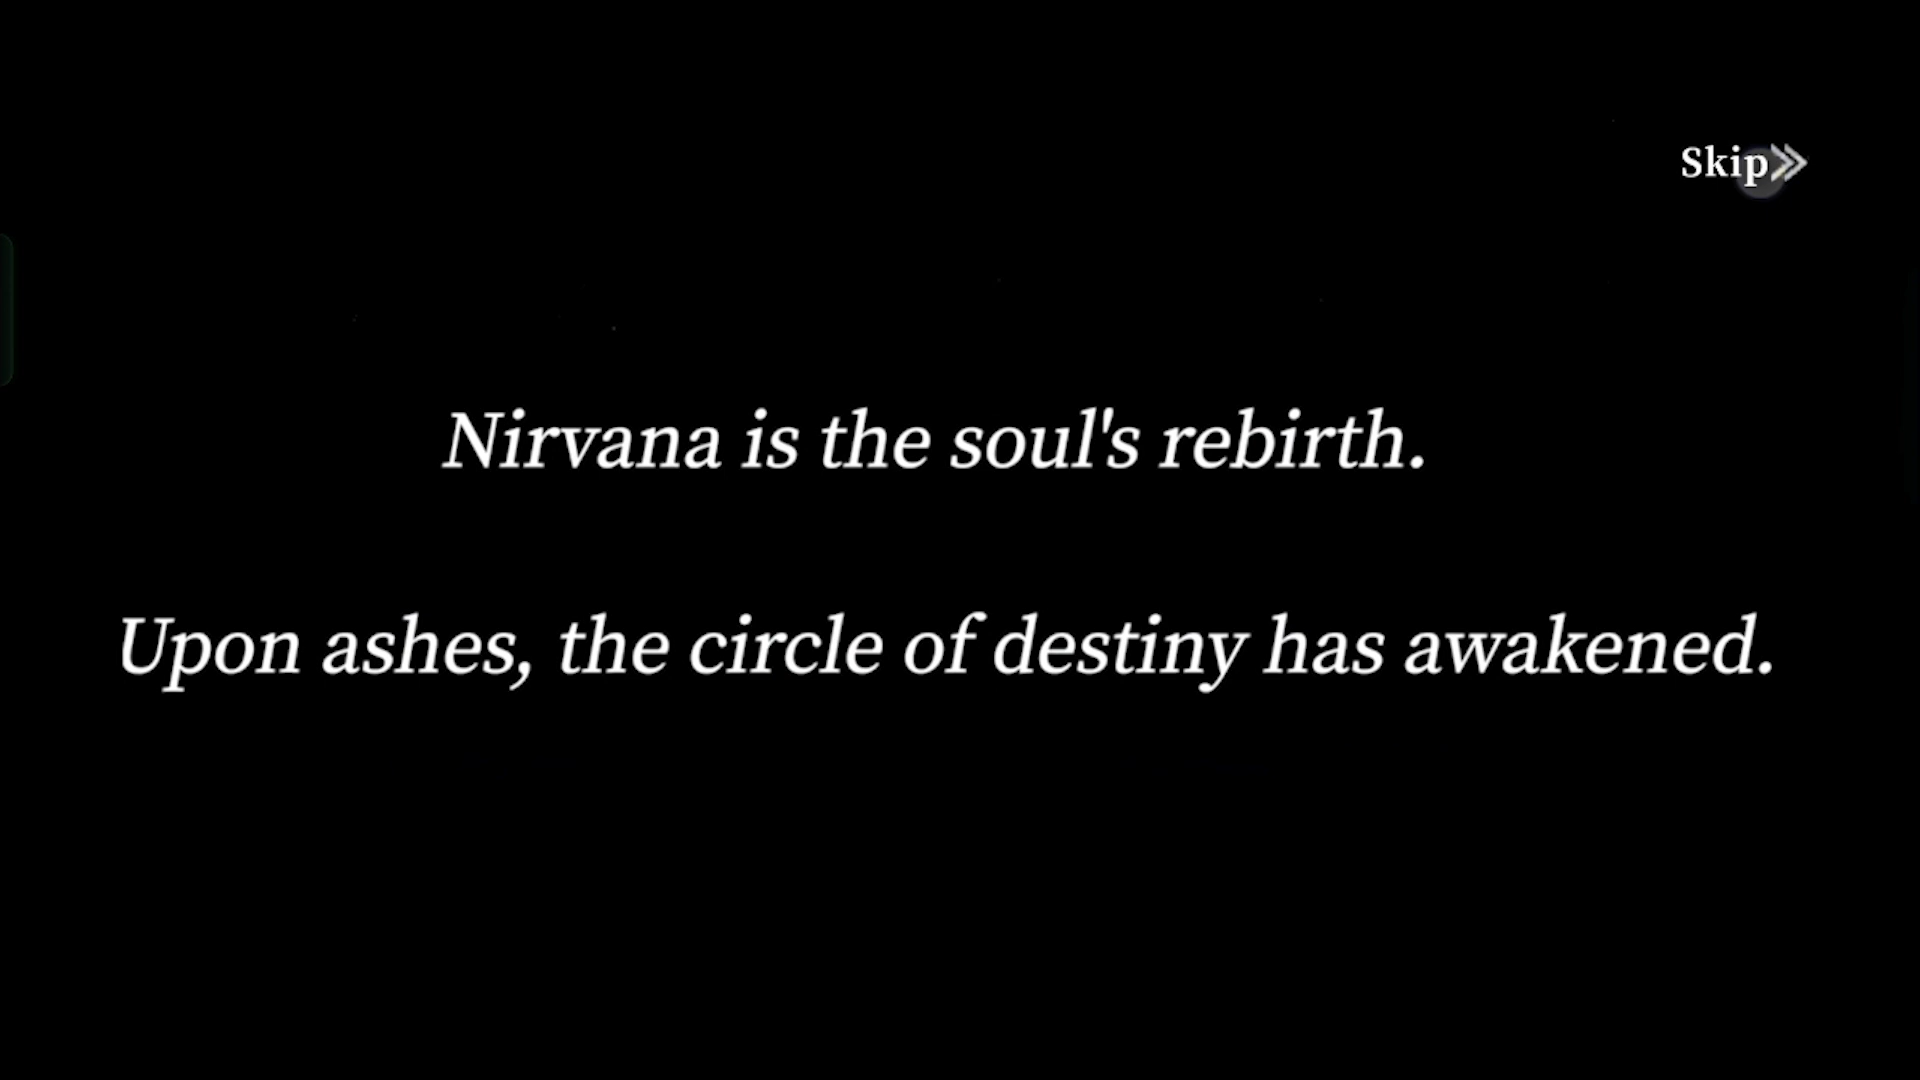 Skip
Nirvana is the soul's rebirth.
Upon ashes, the circle of destiny has awakened.